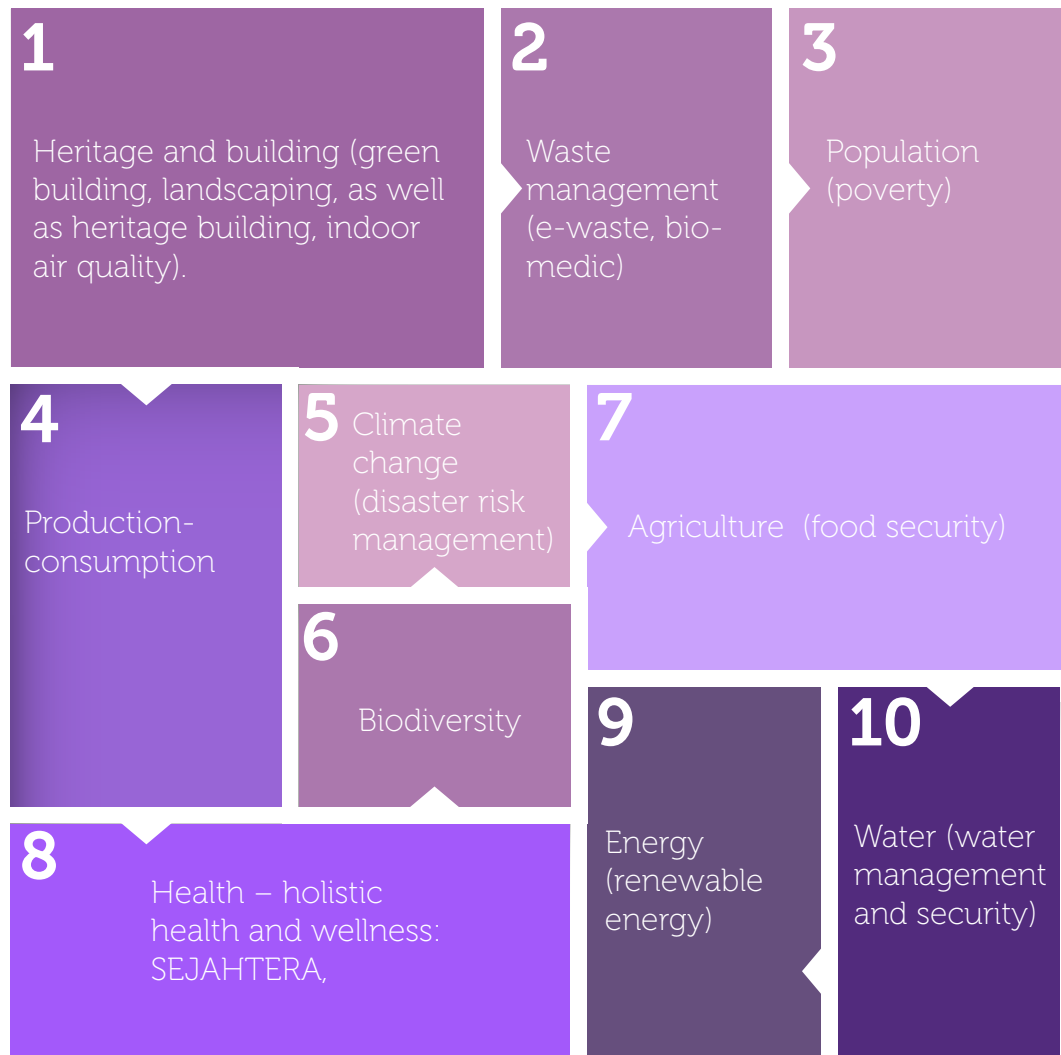 1
Heritage and building (green
building, landscaping, as well
as heritage building, indoor
air quality).
2
Waste
management
(e-waste, bio-
medic)
3
Population
(poverty)
4
Production-
consumption
5
Climate
change
(disaster risk
management)
6
Biodiversity
7
Agriculture  (food security)
8
Health – holistic
health and wellness:
SEJAHTERA,
9
Energy
(renewable
energy)
10
Water (water
management
and security)